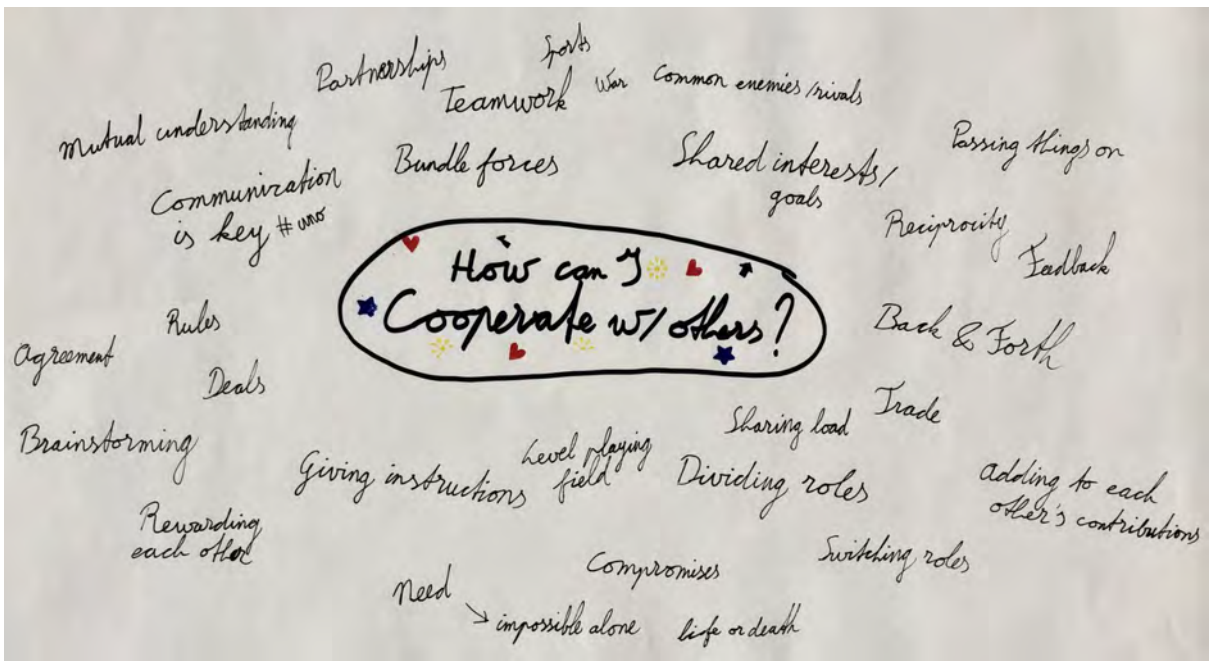 Sports
Partnerships
Teamwork
War
Common enemies/rivals
Mutual understanding
Bundle forces
Shared interests/
goals
Passing things on
Communication
is key #uno
Reciprocity
Feedback
How can I
Cooperate w/ others?
Rules
Back & Forth
Agreement
Deals
Trade
Sharing load
Brainstorming
Level playing
field
Giving instructions
Dividing roles
Adding to each
other's contributions
Rewarding
each other
Switching roles
Compromises
Need
impossible alone
life or death